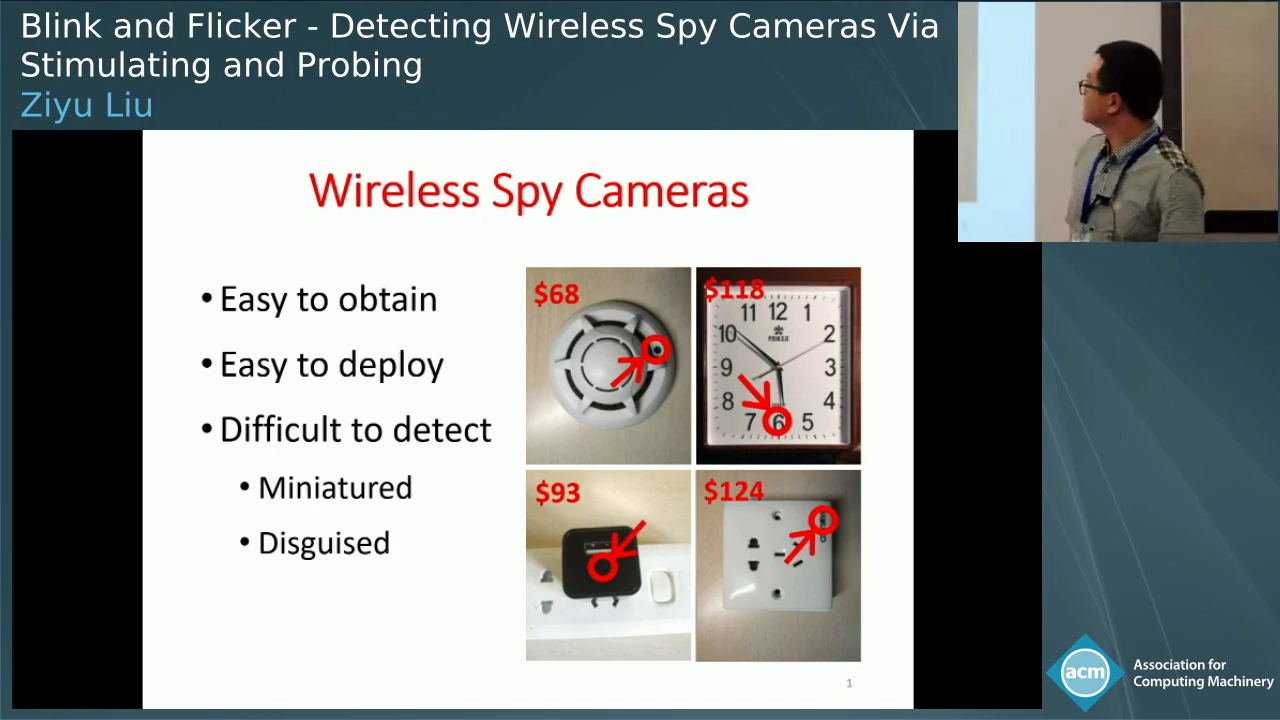 Blink and Flicker - Detecting Wireless Spy Cameras Via
Stimulating and Probing
Ziyu Liu
Wireless Spy Cameras
• Easy to obtain
• Easy to deploy
• Difficult to detect
• Miniatured
• Disguised
$68
$118
11 12 1
10 2
9 3
8 4
7 6 5
$93
$124
1
acm
Association for
Computing Machinery